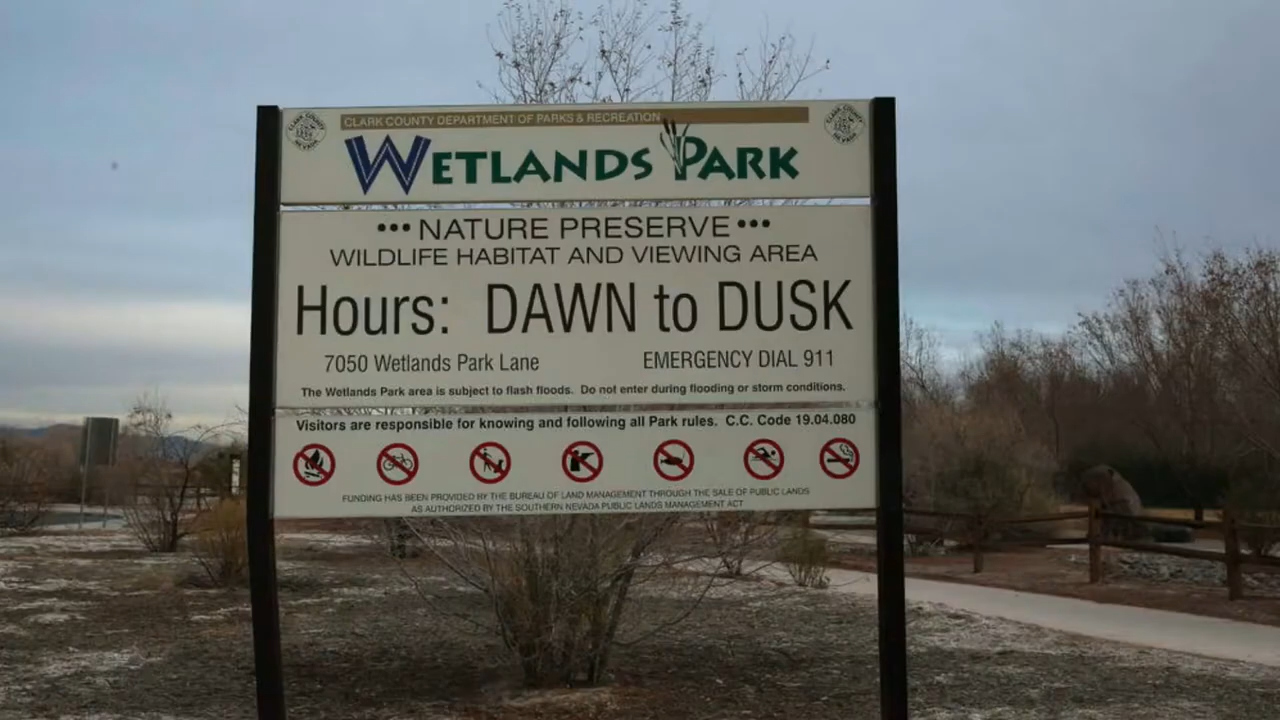 CLARK COUNTY DEPARTMENT OF PARKS & RECREATION
WETLANDS PARK
••• NATURE PRESERVE •••
WILDLIFE HABITAT AND VIEWING AREA
Hours: DAWN to DUSK
7050 Wetlands Park Lane
EMERGENCY DIAL 911
The Wetlands Park area is subject to flash floods. Do not enter during flooding or storm conditions.
Visitors are responsible for knowing and following all Park rules. C.C. Code 19.04.080
FUNDING HAS BEEN PROVIDED BY THE BUREAU OF LAND MANAGEMENT THROUGH THE SALE OF PUBLIC LANDS
AS AUTHORIZED BY THE SOUTHERN NEVADA PUBLIC LANDS MANAGEMENT ACT